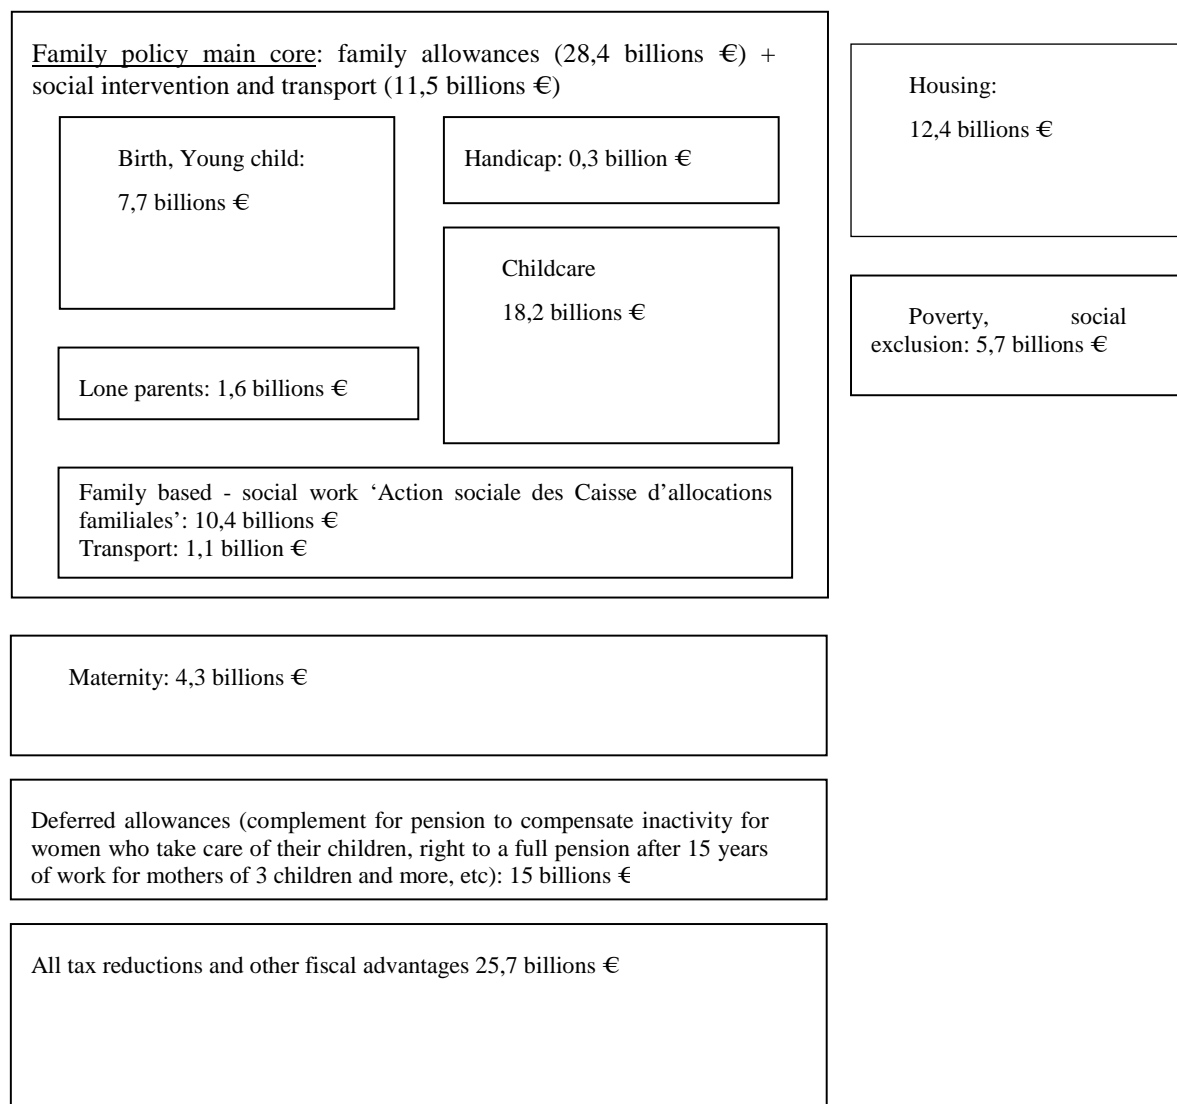 Family policy main core: family allowances (28,4 billions €) +
social intervention and transport (11,5 billions €)
Birth, Young child:
7,7 billions €
Handicap: 0,3 billion €
Childcare
18,2 billions €
Lone parents: 1,6 billions €
Family based - social work ‘Action sociale des Caisse d’allocations
familiales’: 10,4 billions €
Transport: 1,1 billion €
Housing:
12,4 billions €
Poverty, social
exclusion: 5,7 billions €
Maternity: 4,3 billions €
Deferred allowances (complement for pension to compensate inactivity for
women who take care of their children, right to a full pension after 15 years
of work for mothers of 3 children and more, etc): 15 billions €
All tax reductions and other fiscal advantages 25,7 billions €